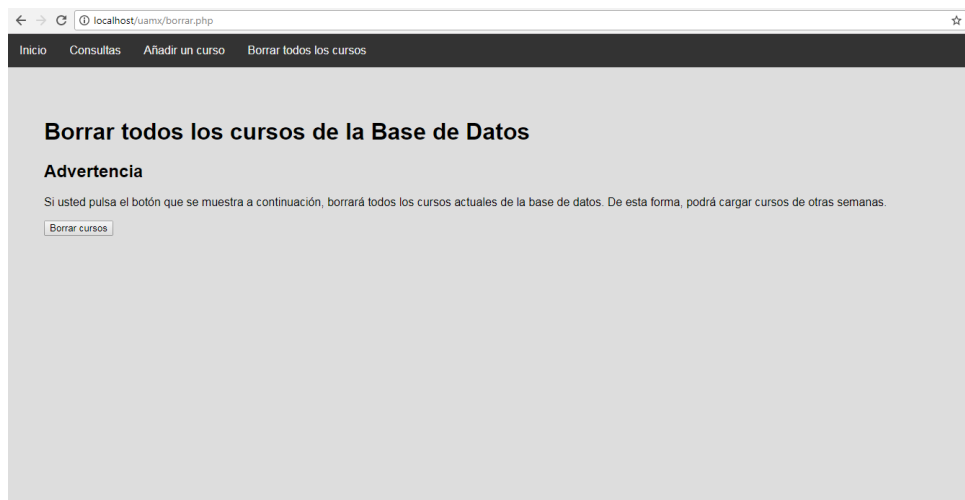 localhost/uamx/borrar.php
Inicio Consultas Añadir un curso Borrar todos los cursos
Borrar todos los cursos de la Base de Datos
Advertencia
Si usted pulsa el botón que se muestra a continuación, borrará todos los cursos actuales de la base de datos. De esta forma, podrá cargar cursos de otras semanas.
Borrar cursos